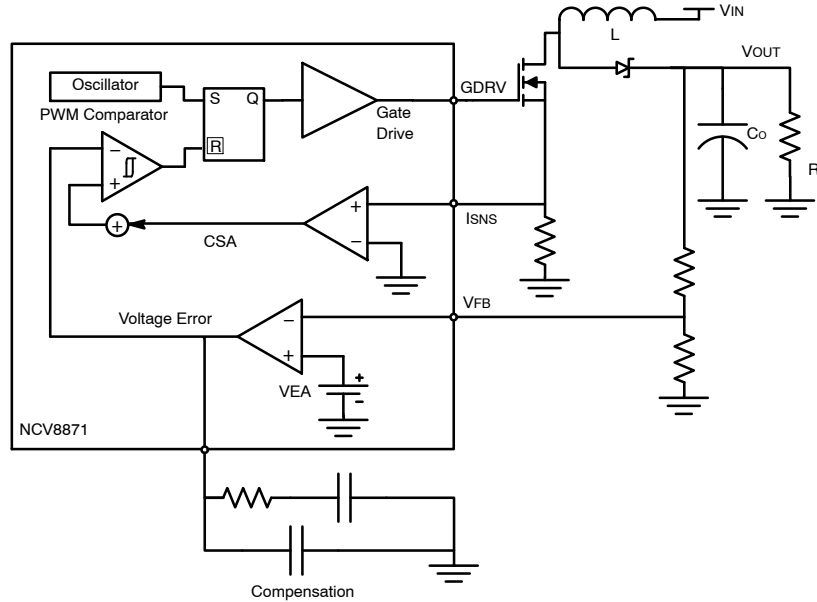 VIN
L
VOUT
Oscillator
S Q
GDRV
PWM Comparator
Gate
Drive
−
R
CO
R
+
+
+
ISNS
CSA
−
VFB
Voltage Error
−
+
VEA
+
−
NCV8871
Compensation